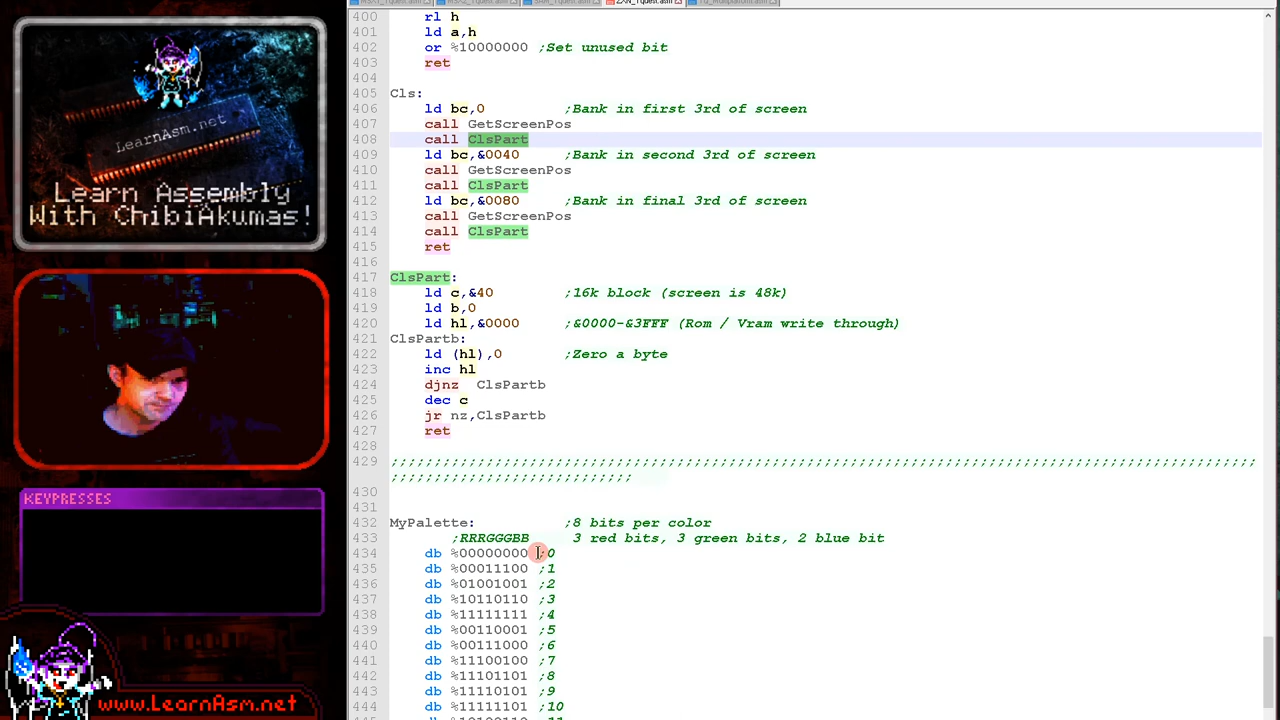 LearnAsm.net
Learn Assembly
With ChibiAkumas!
KEYPRESSES
www.LearnAsm.net
400 rl h
401 ld a,h
402 or %10000000 ;Set unused bit
403 ret
404
405 Cls:
406 ld bc,0 ;Bank in first 3rd of screen
407 call GetScreenPos
408 call ClsPart
409 ld bc,&0040 ;Bank in second 3rd of screen
410 call GetScreenPos
411 call ClsPart
412 ld bc,&0080 ;Bank in final 3rd of screen
413 call GetScreenPos
414 call ClsPart
415 ret
416
417 ClsPart:
418 ld c,&40 ;16k block (screen is 48k)
419 ld b,0
420 ld hl,&0000 ;&0000-&3FFF (Rom / Vram write through)
421 ClsPartb:
422 ld (hl),0 ;Zero a byte
423 inc hl
424 djnz ClsPartb
425 dec c
426 jr nz,ClsPartb
427 ret
428
429 ;;;;;;;;;;;;;;;;;;;;;;;;;;;;;;;;;;;;;;;;;;;;;;;;;;;;;;;;;;;;;;;;;;;;;;;;;;;;;;;;;;;;;;;;;;;;;;;;;;;;
;;;;;;;;;;;;;;;;;;;;;;;;;;;;
430
431
432 MyPalette: ;8 bits per color
433 ;RRRGGGBB 3 red bits, 3 green bits, 2 blue bit
434 db %00000000 ;0
435 db %00011100 ;1
436 db %01001001 ;2
437 db %10110110 ;3
438 db %11111111 ;4
439 db %00110001 ;5
440 db %00111000 ;6
441 db %11100100 ;7
442 db %11101101 ;8
443 db %11110101 ;9
444 db %11111101 ;10